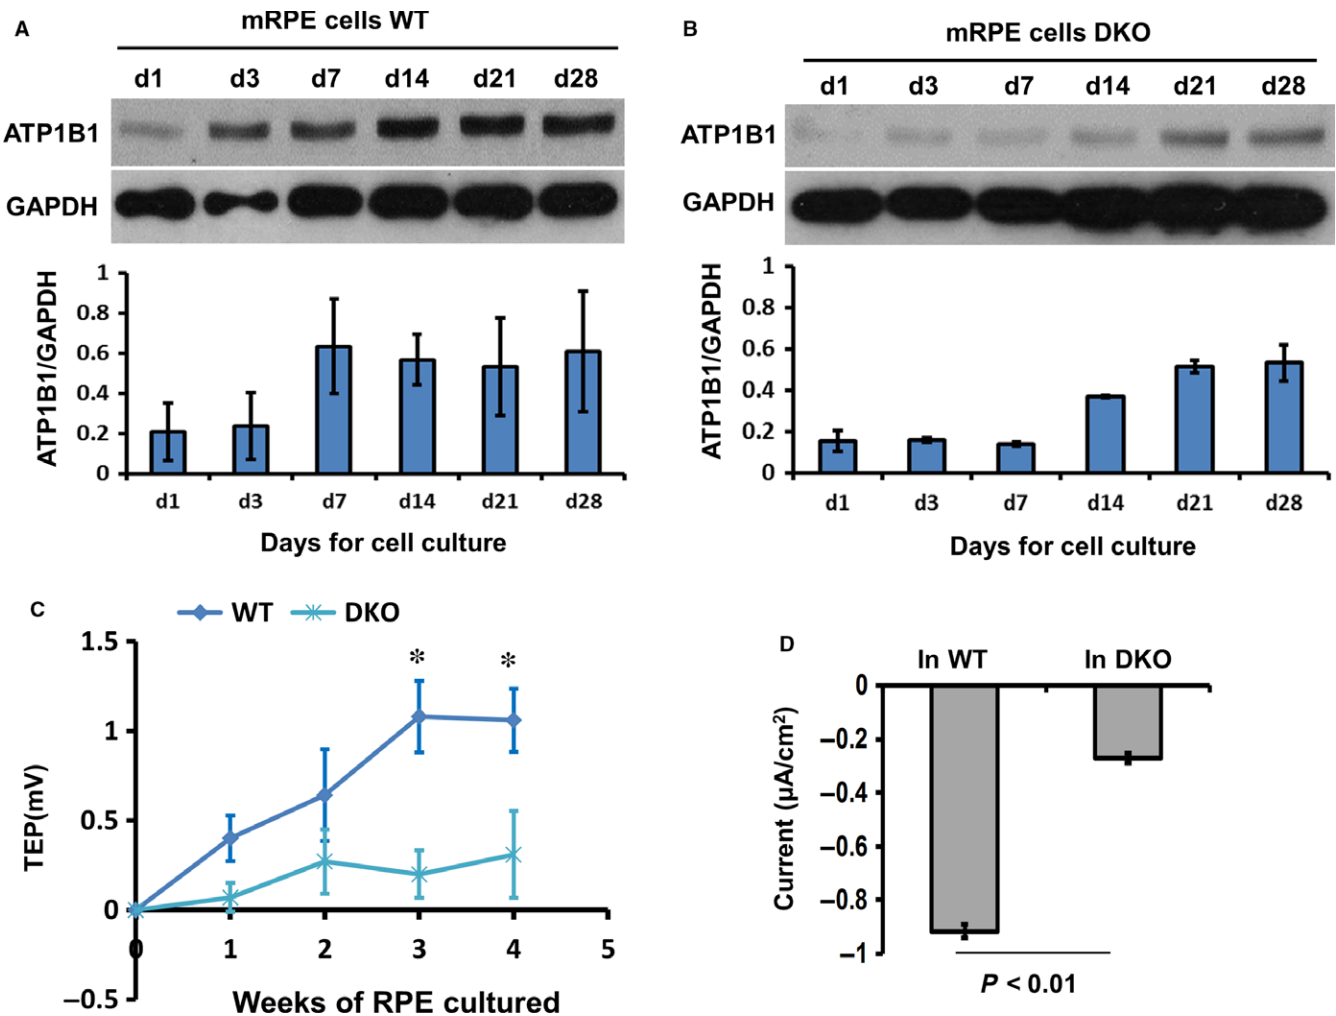 A
mRPE cells WT
d1 d3 d7 d14 d21 d28
ATP1B1
GAPDH
ATP1B1/GAPDH
1
0.8
0.6
0.4
0.2
0
d1 d3 d7 d14 d21 d28
Days for cell culture
B
mRPE cells DKO
d1 d3 d7 d14 d21 d28
ATP1B1
GAPDH
ATP1B1/GAPDH
1
0.8
0.6
0.4
0.2
0
d1 d3 d7 d14 d21 d28
Days for cell culture
C
WT DKO
TEP(mV)
1.5
1
0.5
0
–0.5
* *
0 1 2 3 4 5
Weeks of RPE cultured
D
In WT In DKO
Current (µA/cm²)
0
–0.2
–0.4
–0.6
–0.8
–1
P < 0.01